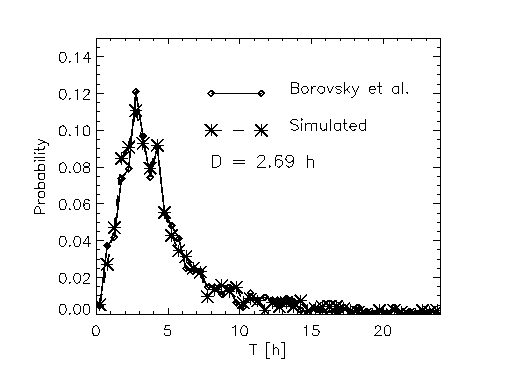 0.14
0.12
0.10
0.08
0.06
0.04
0.02
0.00
Probability
Borovsky et al.
Simulated
D = 2.69 h
0 5 10 15 20
T [h]